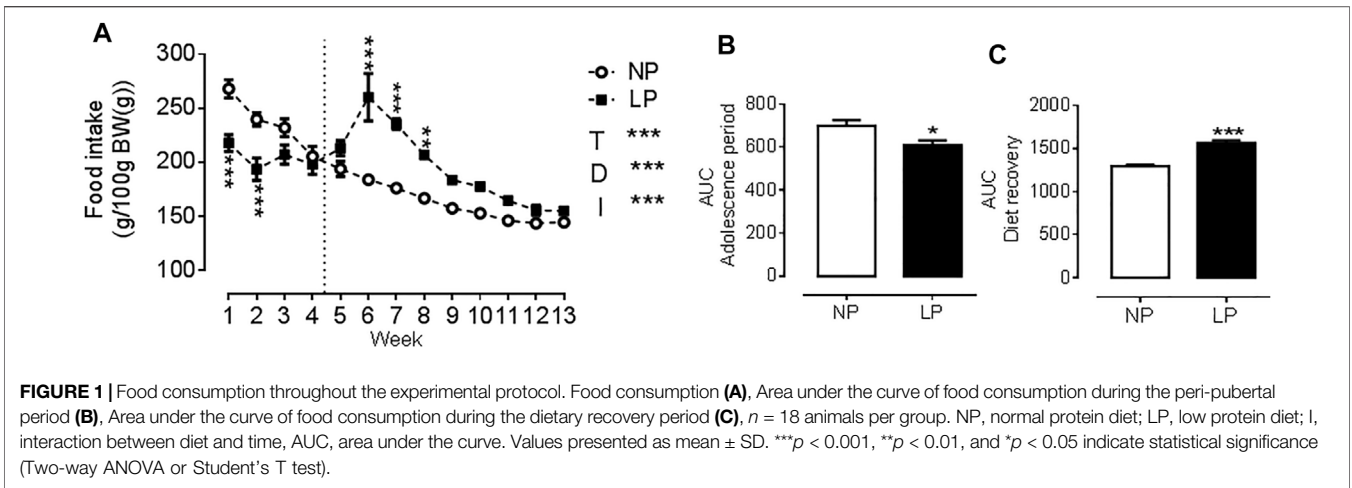 A
Food intake
(g/100g BW(g))
300
250
200
150
100
***
***
***
***
**
NP
LP
T ***
D ***
I ***
1 2 3 4 5 6 7 8 9 10 11 12 13
Week
B
AUC
Adolescence period
800
600
400
200
0
*
NP LP
C
AUC
Diet recovery
2000
1500
1000
500
0
***
NP LP
FIGURE 1 | Food consumption throughout the experimental protocol. Food consumption (A), Area under the curve of food consumption during the peri-pubertal
period (B), Area under the curve of food consumption during the dietary recovery period (C), n = 18 animals per group. NP, normal protein diet; LP, low protein diet; I,
interaction between diet and time, AUC, area under the curve. Values presented as mean ± SD. ***p < 0.001, **p < 0.01, and *p < 0.05 indicate statistical significance
(Two-way ANOVA or Student's T test).